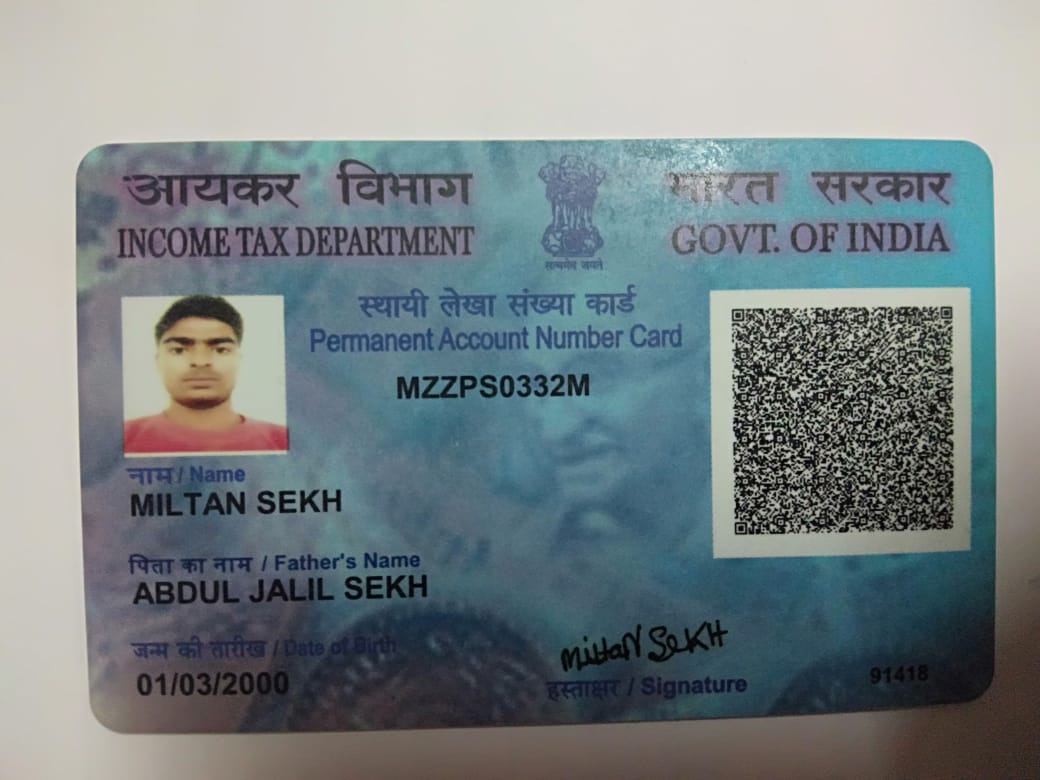 आयकर विभाग
INCOME TAX DEPARTMENT
सत्यमेव जयते
भारत सरकार
GOVT. OF INDIA
स्थायी लेखा संख्या कार्ड
Permanent Account Number Card
MZZPS0332M
नाम / Name
MILTAN SEKH
पिता का नाम / Father's Name
ABDUL JALIL SEKH
जन्म की तारीख / Date of Birth
01/03/2000
Miltan Sekh
हस्ताक्षर / Signature
91418